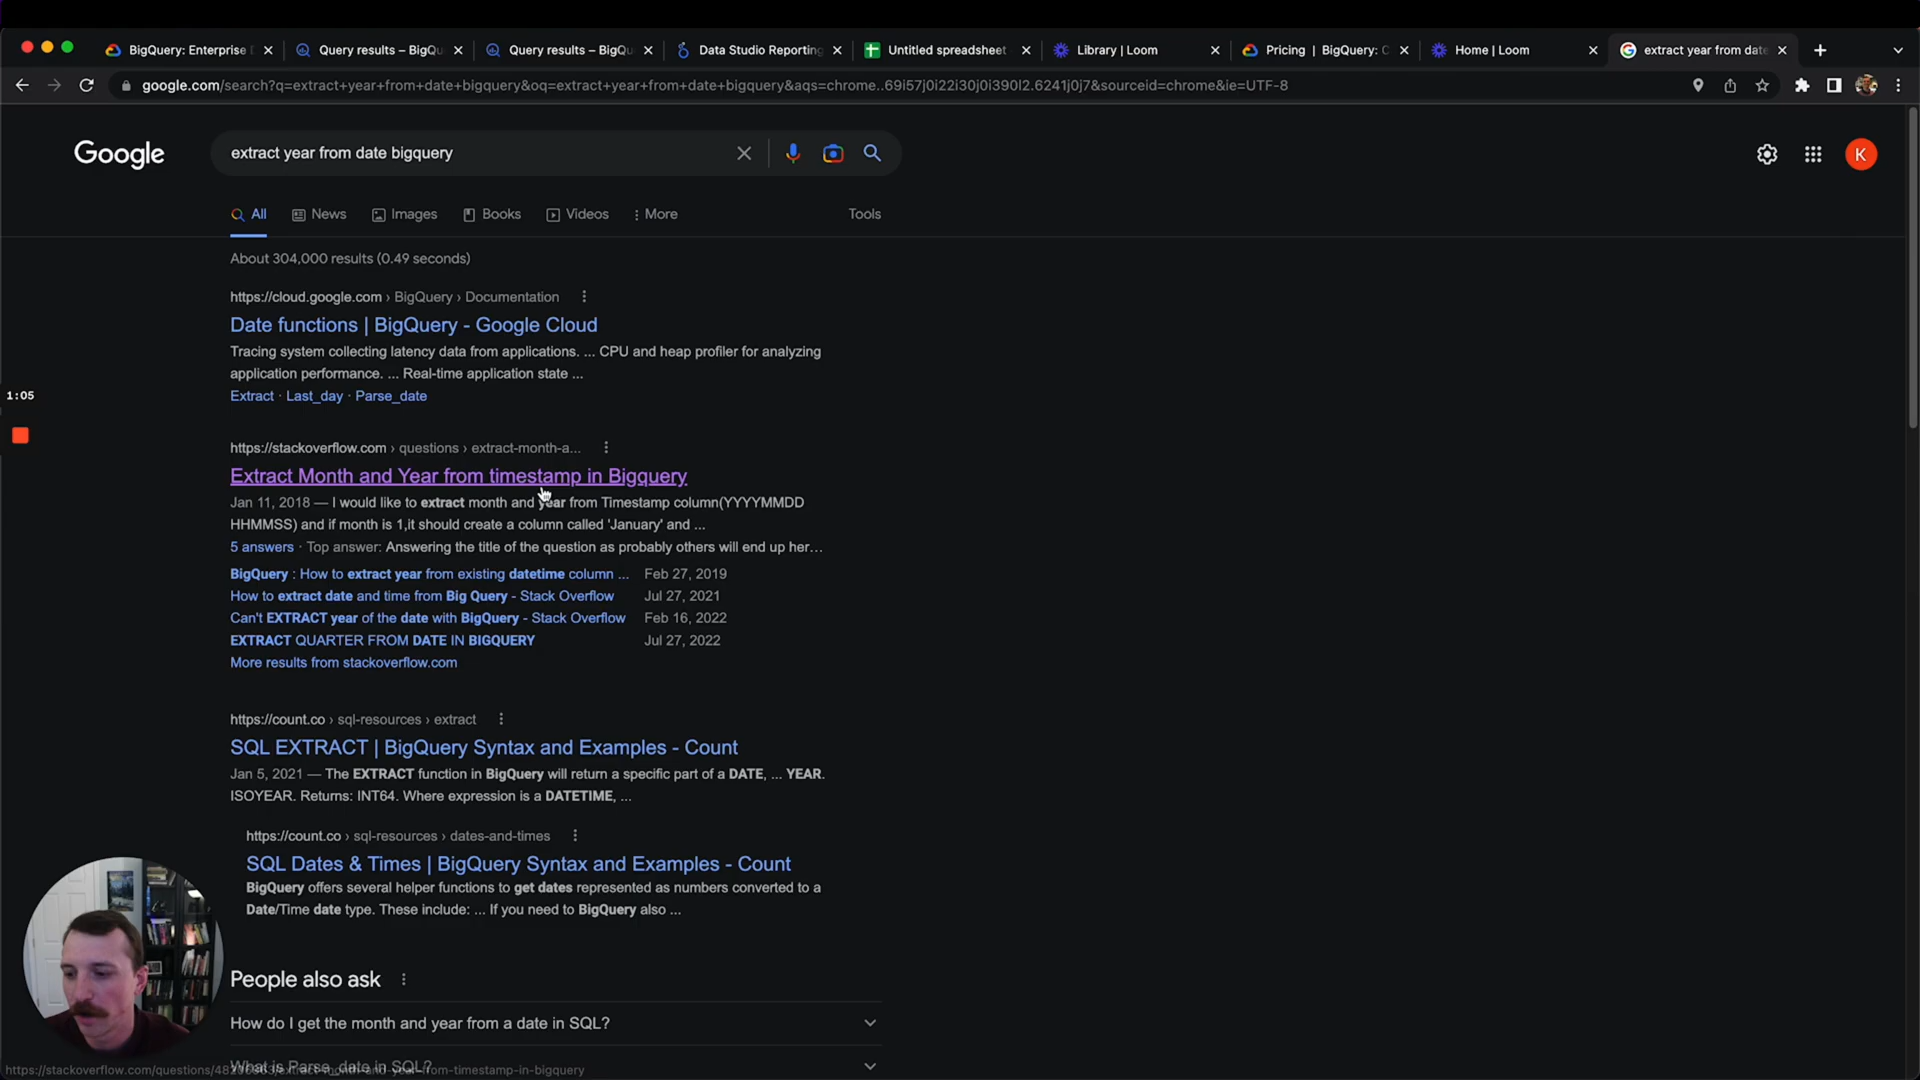 BigQuery: Enterprise
Query results – BigQu
Query results – BigQu
Data Studio Reporting
Untitled spreadsheet
Library | Loom
Pricing | BigQuery: C
Home | Loom
extract year from date
google.com/search?q=extract+year+from+date+bigquery&oq=extract+year+from+date+bigquery&aqs=chrome..69i57j0i22i30j0i390l2.6241j0j7&sourceid=chrome&ie=UTF-8
Google
extract year from date bigquery
K
All
News
Images
Books
Videos
More
Tools
About 304,000 results (0.49 seconds)
https://cloud.google.com › BigQuery › Documentation
Date functions | BigQuery - Google Cloud
Tracing system collecting latency data from applications. ... CPU and heap profiler for analyzing
application performance. ... Real-time application state ...
Extract · Last_day · Parse_date
1:05
https://stackoverflow.com › questions › extract-month-a...
Extract Month and Year from timestamp in Bigquery
Jan 11, 2018 — I would like to extract month and year from Timestamp column(YYYYMMDD
HHMMSS) and if month is 1,it should create a column called 'January' and ...
5 answers · Top answer: Answering the title of the question as probably others will end up her...
BigQuery : How to extract year from existing datetime column ... Feb 27, 2019
How to extract date and time from Big Query - Stack Overflow Jul 27, 2021
Can't EXTRACT year of the date with BigQuery - Stack Overflow Feb 16, 2022
EXTRACT QUARTER FROM DATE IN BIGQUERY Jul 27, 2022
More results from stackoverflow.com
https://count.co › sql-resources › extract
SQL EXTRACT | BigQuery Syntax and Examples - Count
Jan 5, 2021 — The EXTRACT function in BigQuery will return a specific part of a DATE, ... YEAR.
ISOYEAR. Returns: INT64. Where expression is a DATETIME, ...
https://count.co › sql-resources › dates-and-times
SQL Dates & Times | BigQuery Syntax and Examples - Count
BigQuery offers several helper functions to get dates represented as numbers converted to a
Date/Time date type. These include: ... If you need to BigQuery also ...
People also ask
How do I get the month and year from a date in SQL?
What is Parse_date in SQL?